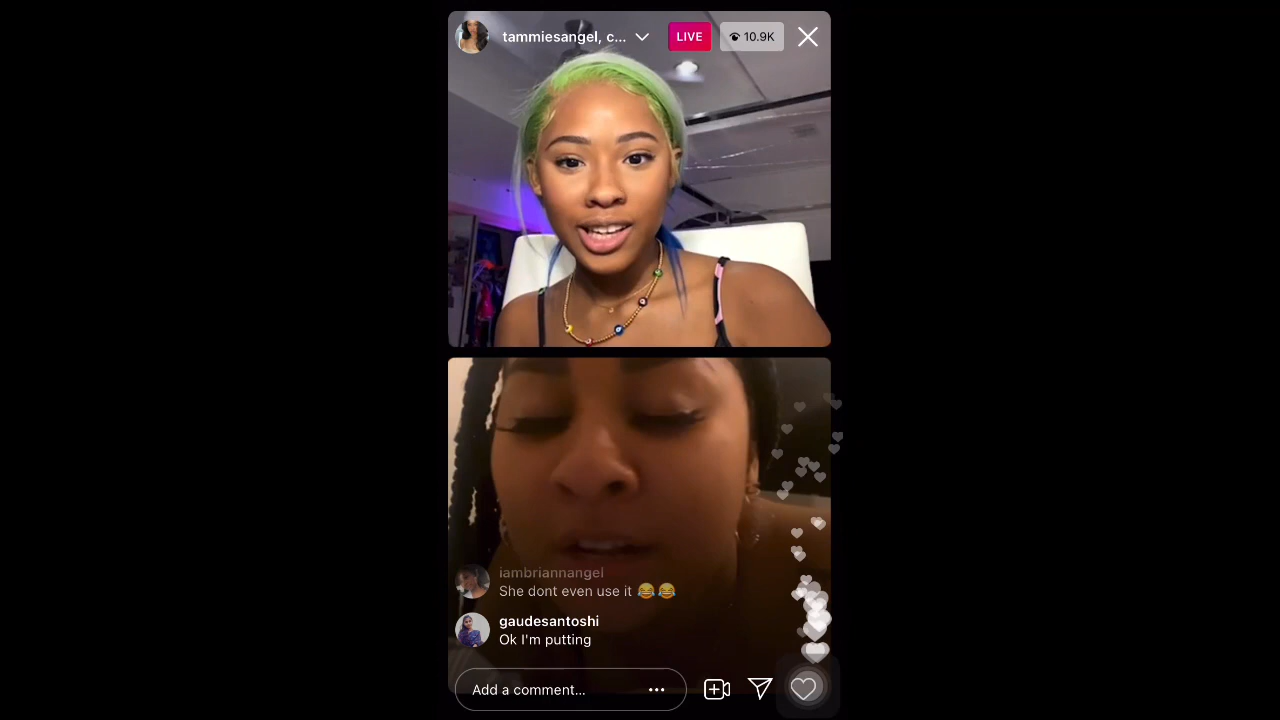 tammiesangel, c...
LIVE
10.9K
iambriannangel
She dont even use it 😂😂
gaudesantoshi
Ok I'm putting
Add a comment...